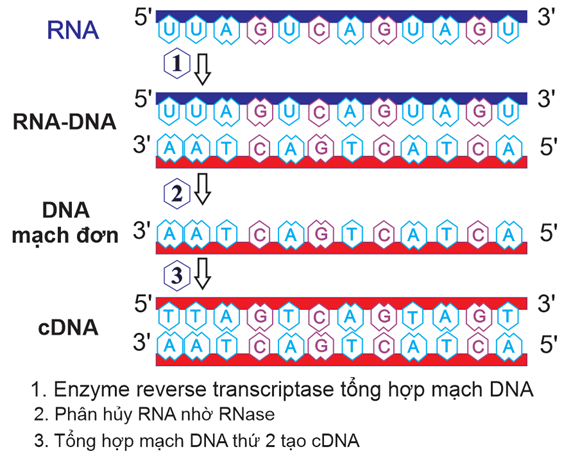 RNA 5' U U A G U C A G U A G U 3'
1
RNA-DNA 5' U U A G U C A G U A G U 3'
3' A A T C A G T C A T C A 5'
2
DNA mạch đơn 3' A A T C A G T C A T C A 5'
3
cDNA 5' T T A G T C A G T A G T 3'
3' A A T C A G T C A T C A 5'
1. Enzyme reverse transcriptase tổng hợp mạch DNA
2. Phân hủy RNA nhờ RNase
3. Tổng hợp mạch DNA thứ 2 tạo cDNA